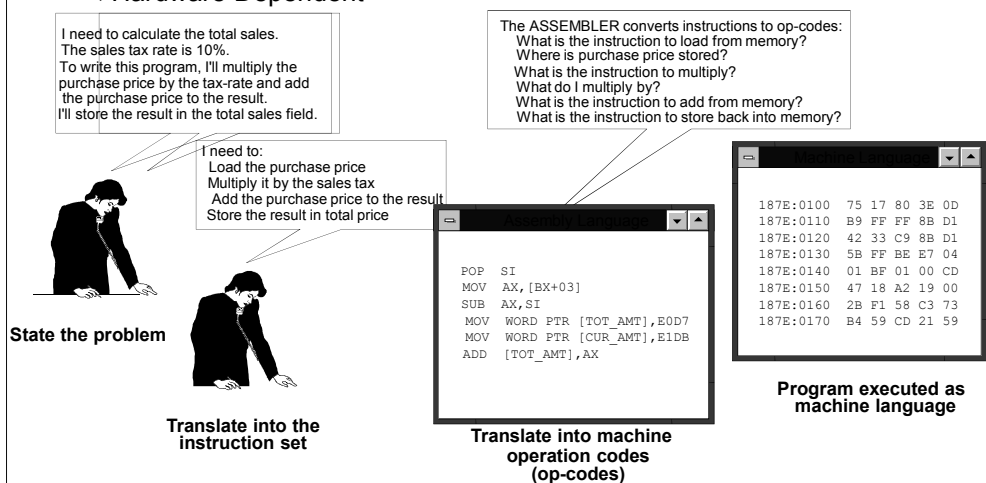 Hardware Dependent
I need to calculate the total sales.
The sales tax rate is 10%.
To write this program, I'll multiply the
purchase price by the tax-rate and add
the purchase price to the result.
I'll store the result in the total sales field.
I need to:
Load the purchase price
Multiply it by the sales tax
Add the purchase price to the result
Store the result in total price
The ASSEMBLER converts instructions to op-codes:
What is the instruction to load from memory?
Where is purchase price stored?
What is the instruction to multiply?
What do I multiply by?
What is the instruction to add from memory?
What is the instruction to store back into memory?
State the problem
Translate into the
instruction set
Assembly Language
POP SI
MOV AX,[BX+03]
SUB AX,SI
MOV WORD PTR [TOT_AMT],E0D7
MOV WORD PTR [CUR_AMT],E1DB
ADD [TOT_AMT],AX
Translate into machine
operation codes
(op-codes)
Machine Language
187E:0100 75 17 80 3E 0D
187E:0110 B9 FF FF 8B D1
187E:0120 42 33 C9 8B D1
187E:0130 5B FF BE E7 04
187E:0140 01 BF 01 00 CD
187E:0150 47 18 A2 19 00
187E:0160 2B F1 58 C3 73
187E:0170 B4 59 CD 21 59
Program executed as
machine language